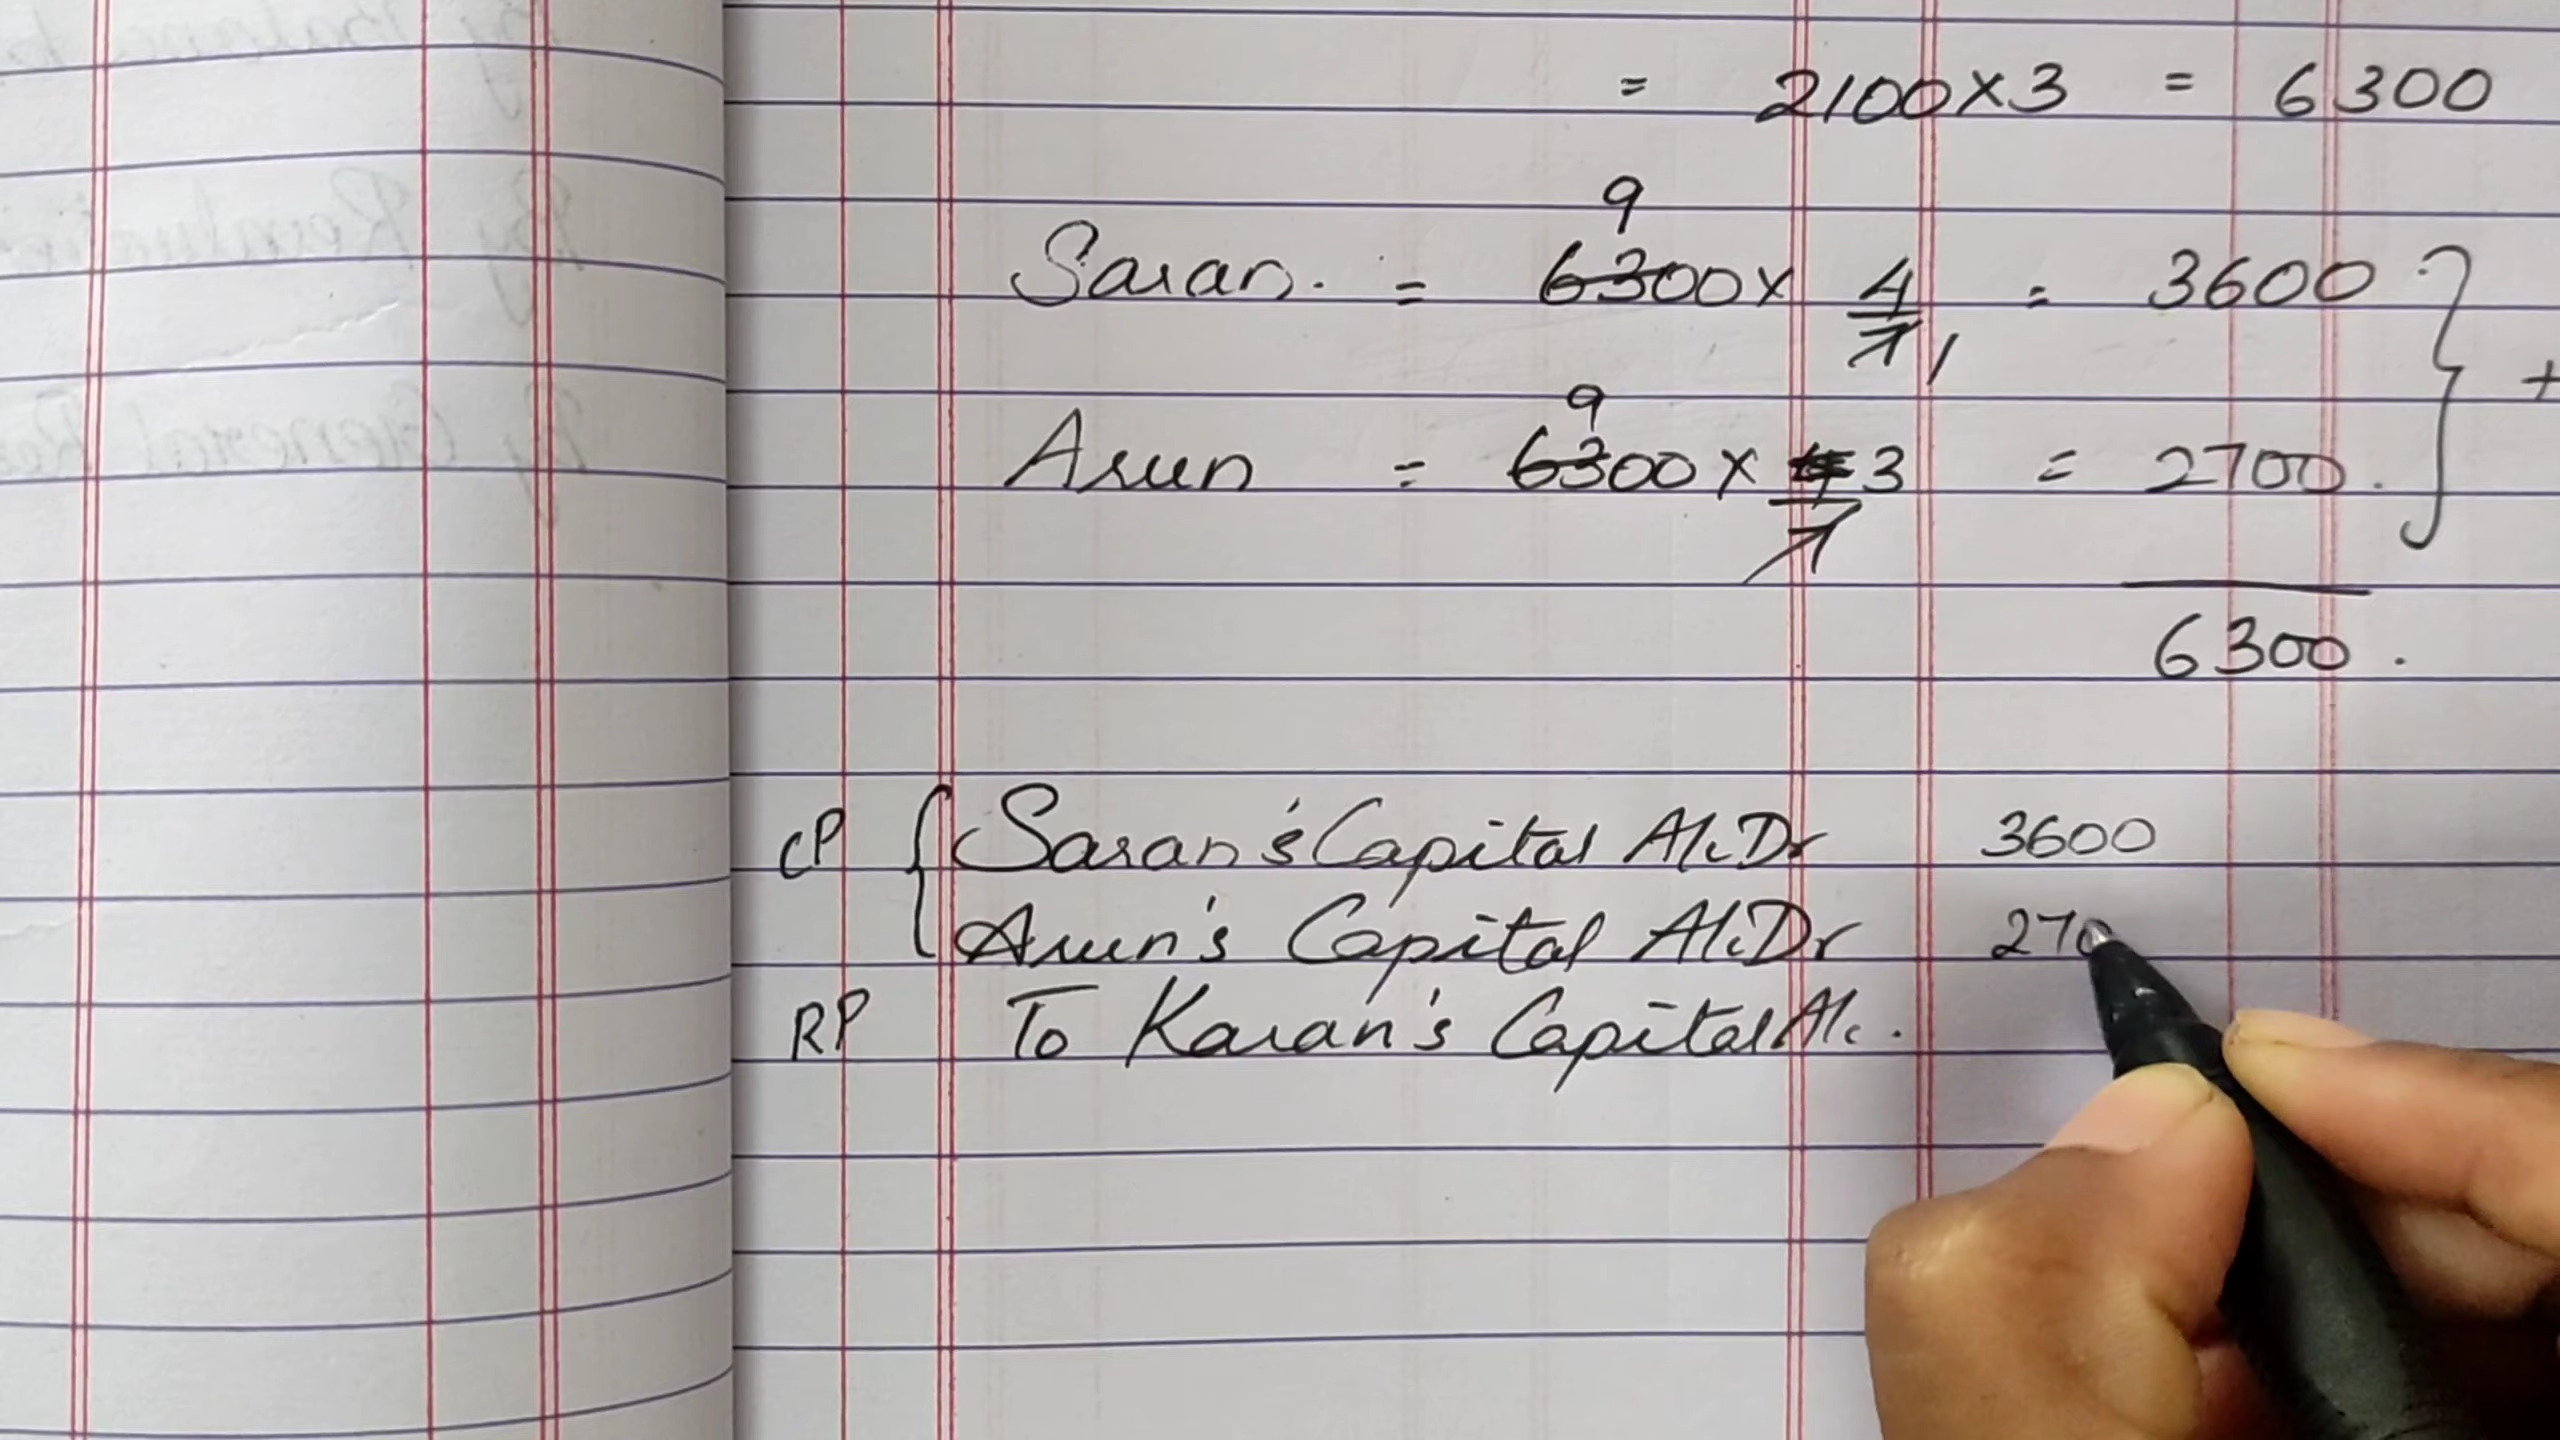 = 2100 x 3 = 6300
9
Saran. = 6300 x 4/7 1 = 3600
9
Arun = 6300 x 3/7 = 2700.
+
6300.
CP { Saran's Capital A/c Dr 3600
Arun's Capital A/c Dr 270
RP To Karan's Capital A/c.